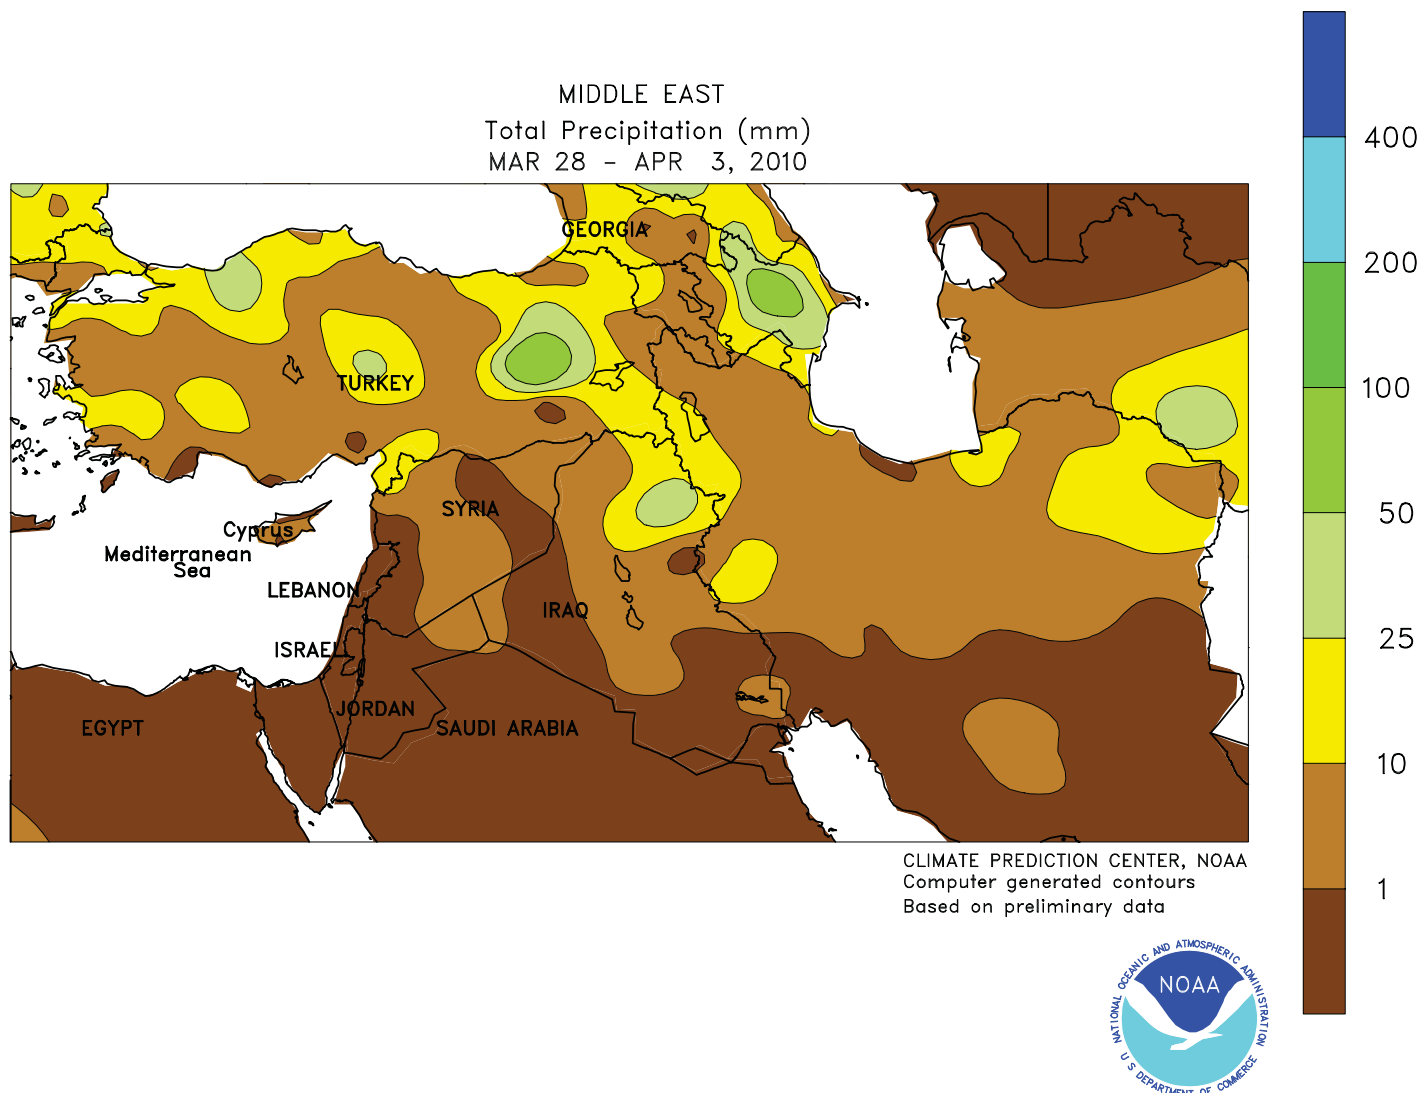 MIDDLE EAST
Total Precipitation (mm)
MAR 28 - APR 3, 2010
400
200
100
50
25
10
1
GEORGIA
TURKEY
SYRIA
Cyprus
Mediterranean
Sea
LEBANON
IRAQ
ISRAEL
JORDAN
EGYPT
SAUDI ARABIA
CLIMATE PREDICTION CENTER, NOAA
Computer generated contours
Based on preliminary data
NATIONAL OCEANIC AND ATMOSPHERIC ADMINISTRATION
NOAA
U S DEPARTMENT OF COMMERCE